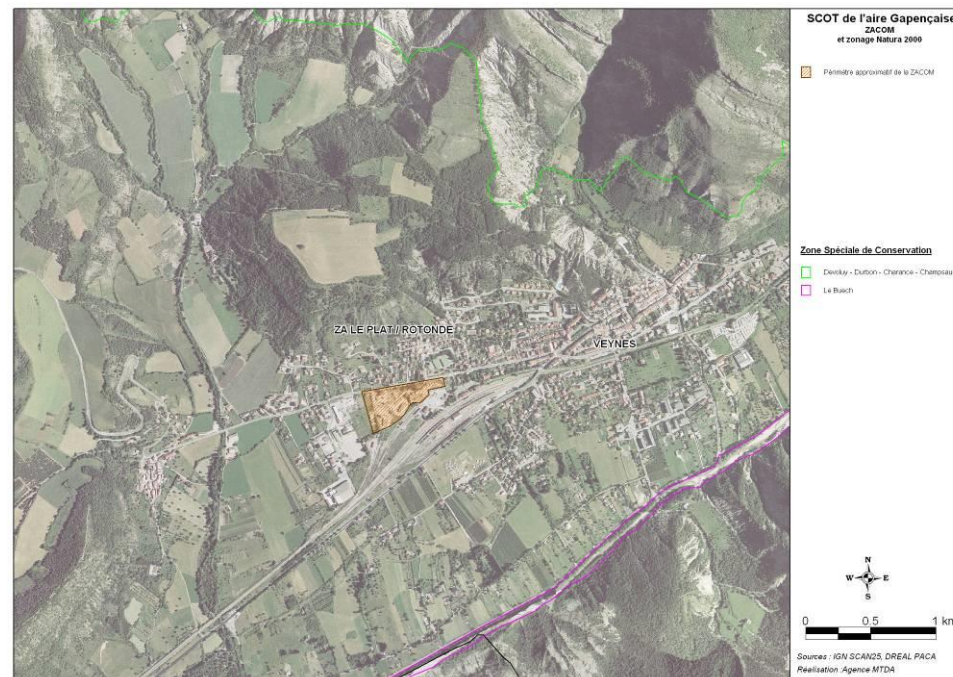 SCOT de l'aire Gapençaise
ZACOM
et zonage Natura 2000
Périmètre approximatif de la ZACOM
Zone Spéciale de Conservation
Devoluy - Durbon - Charance - Champsaur
Le Buech
ZA LE PLAT / ROTONDE
VEYNES
N
W E
S
0 0.5 1 km
Sources : IGN SCAN25, DREAL PACA
Réalisation :Agence MTDA